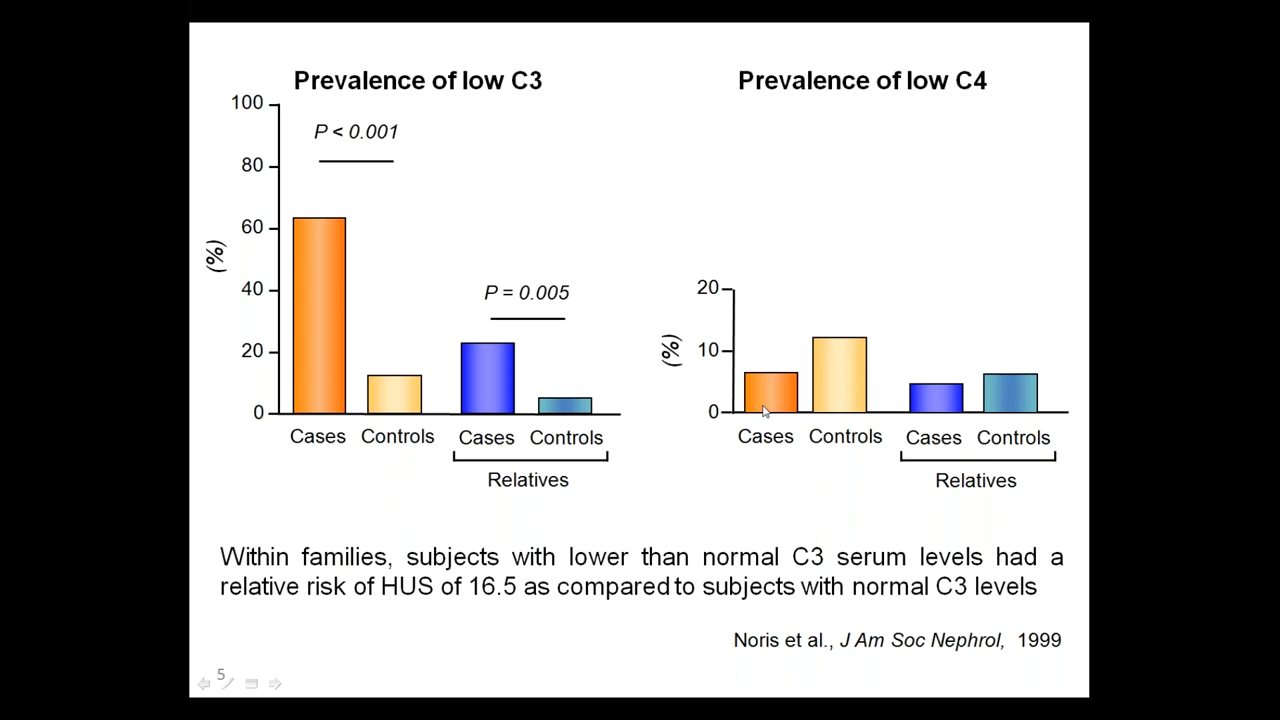 Prevalence of low C3
100
P < 0.001
80
60
(%)
40
P = 0.005
20
0
Cases Controls Cases Controls
Relatives
Prevalence of low C4
20
(%)
10
0
Cases Controls Cases Controls
Relatives
Within families, subjects with lower than normal C3 serum levels had a
relative risk of HUS of 16.5 as compared to subjects with normal C3 levels
Noris et al., J Am Soc Nephrol, 1999
5